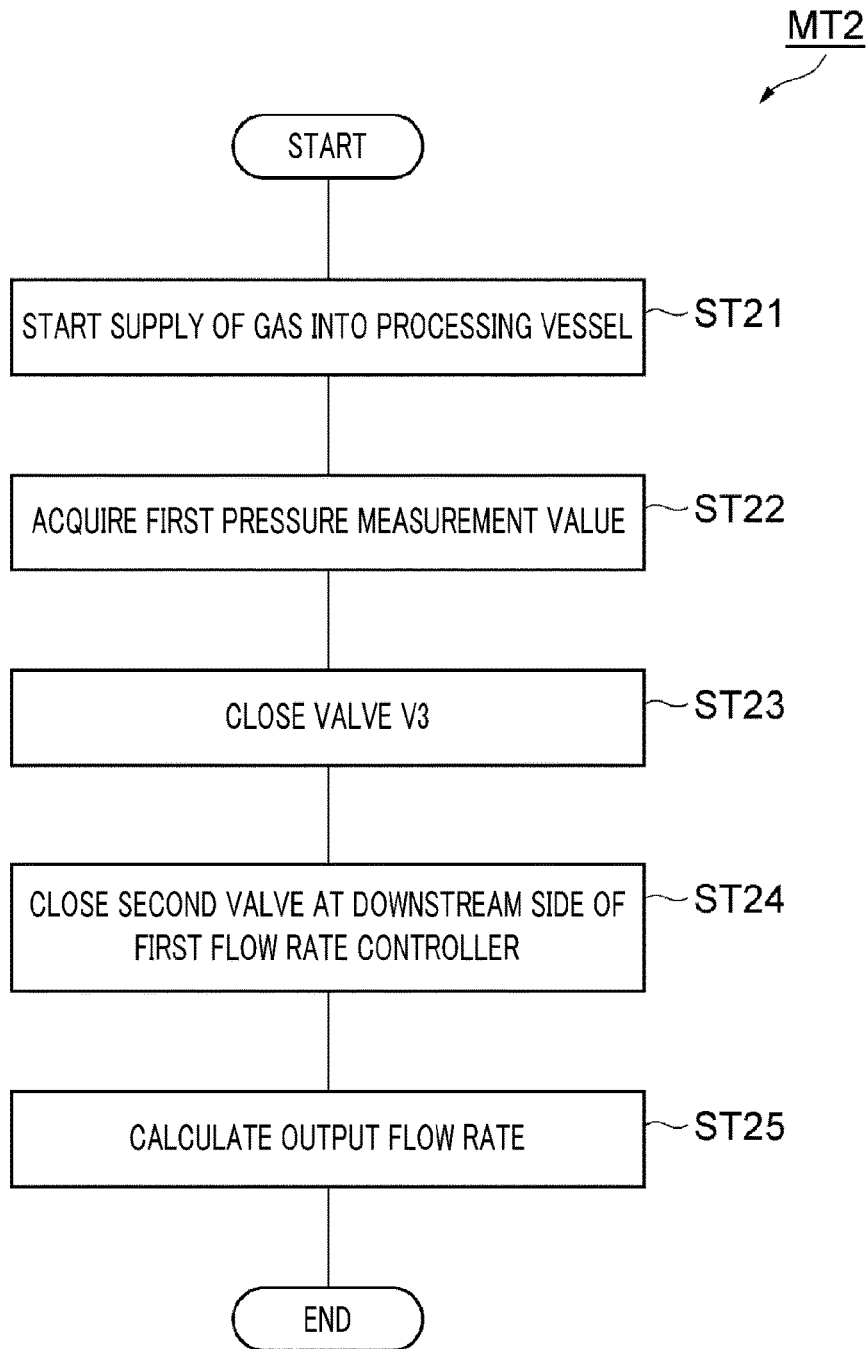 MT2
START
START SUPPLY OF GAS INTO PROCESSING VESSEL
ST21
ACQUIRE FIRST PRESSURE MEASUREMENT VALUE
ST22
CLOSE VALVE V3
ST23
CLOSE SECOND VALVE AT DOWNSTREAM SIDE OF
FIRST FLOW RATE CONTROLLER
ST24
CALCULATE OUTPUT FLOW RATE
ST25
END